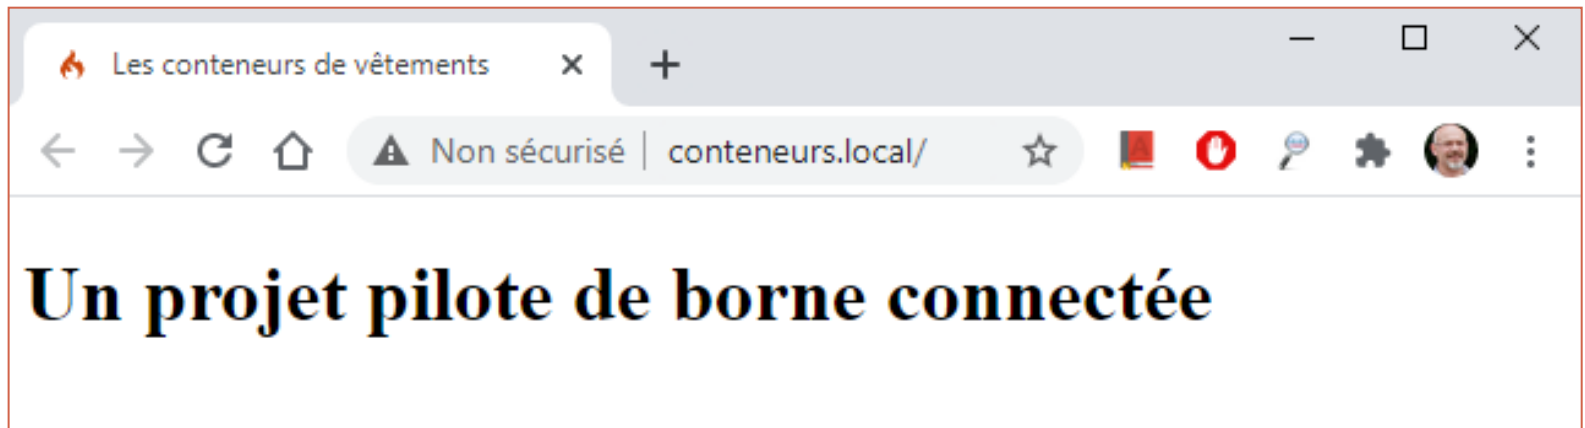 Les conteneurs de vêtements
Non sécurisé | conteneurs.local/
Un projet pilote de borne connectée